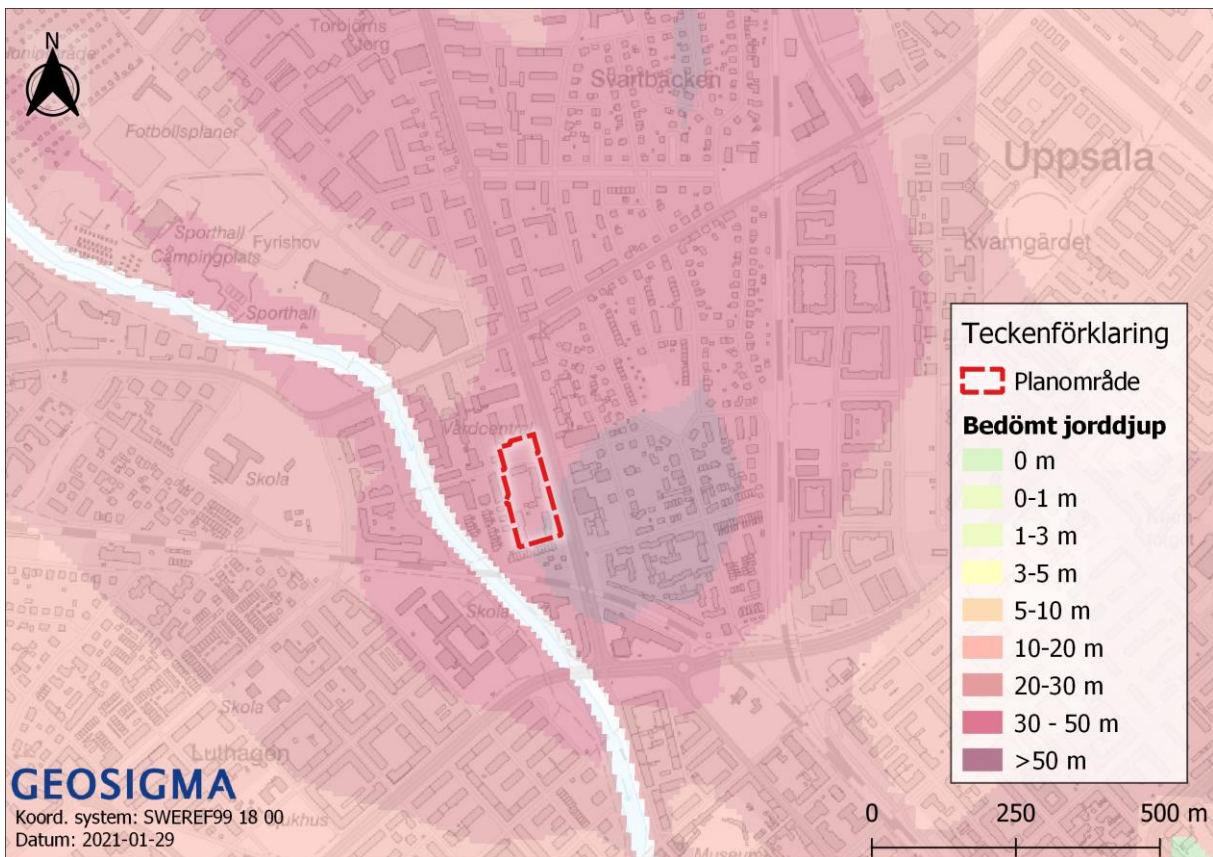 Torbjörns
torg
N
Svartbäcken
Fotbollsplaner
Uppsala
Sporthall
Fyrishov
Campingplats
Kvarngärdet
Sporthall
Vårdcentral
Skola
Skola
Skola
Luthagen
Museum
Teckenförklaring
Planområde
Bedömt jorddjup
0 m
0-1 m
1-3 m
3-5 m
5-10 m
10-20 m
20-30 m
30 - 50 m
>50 m
GEOSIGMA
Koord. system: SWEREF99 18 00
Datum: 2021-01-29
0 250 500 m